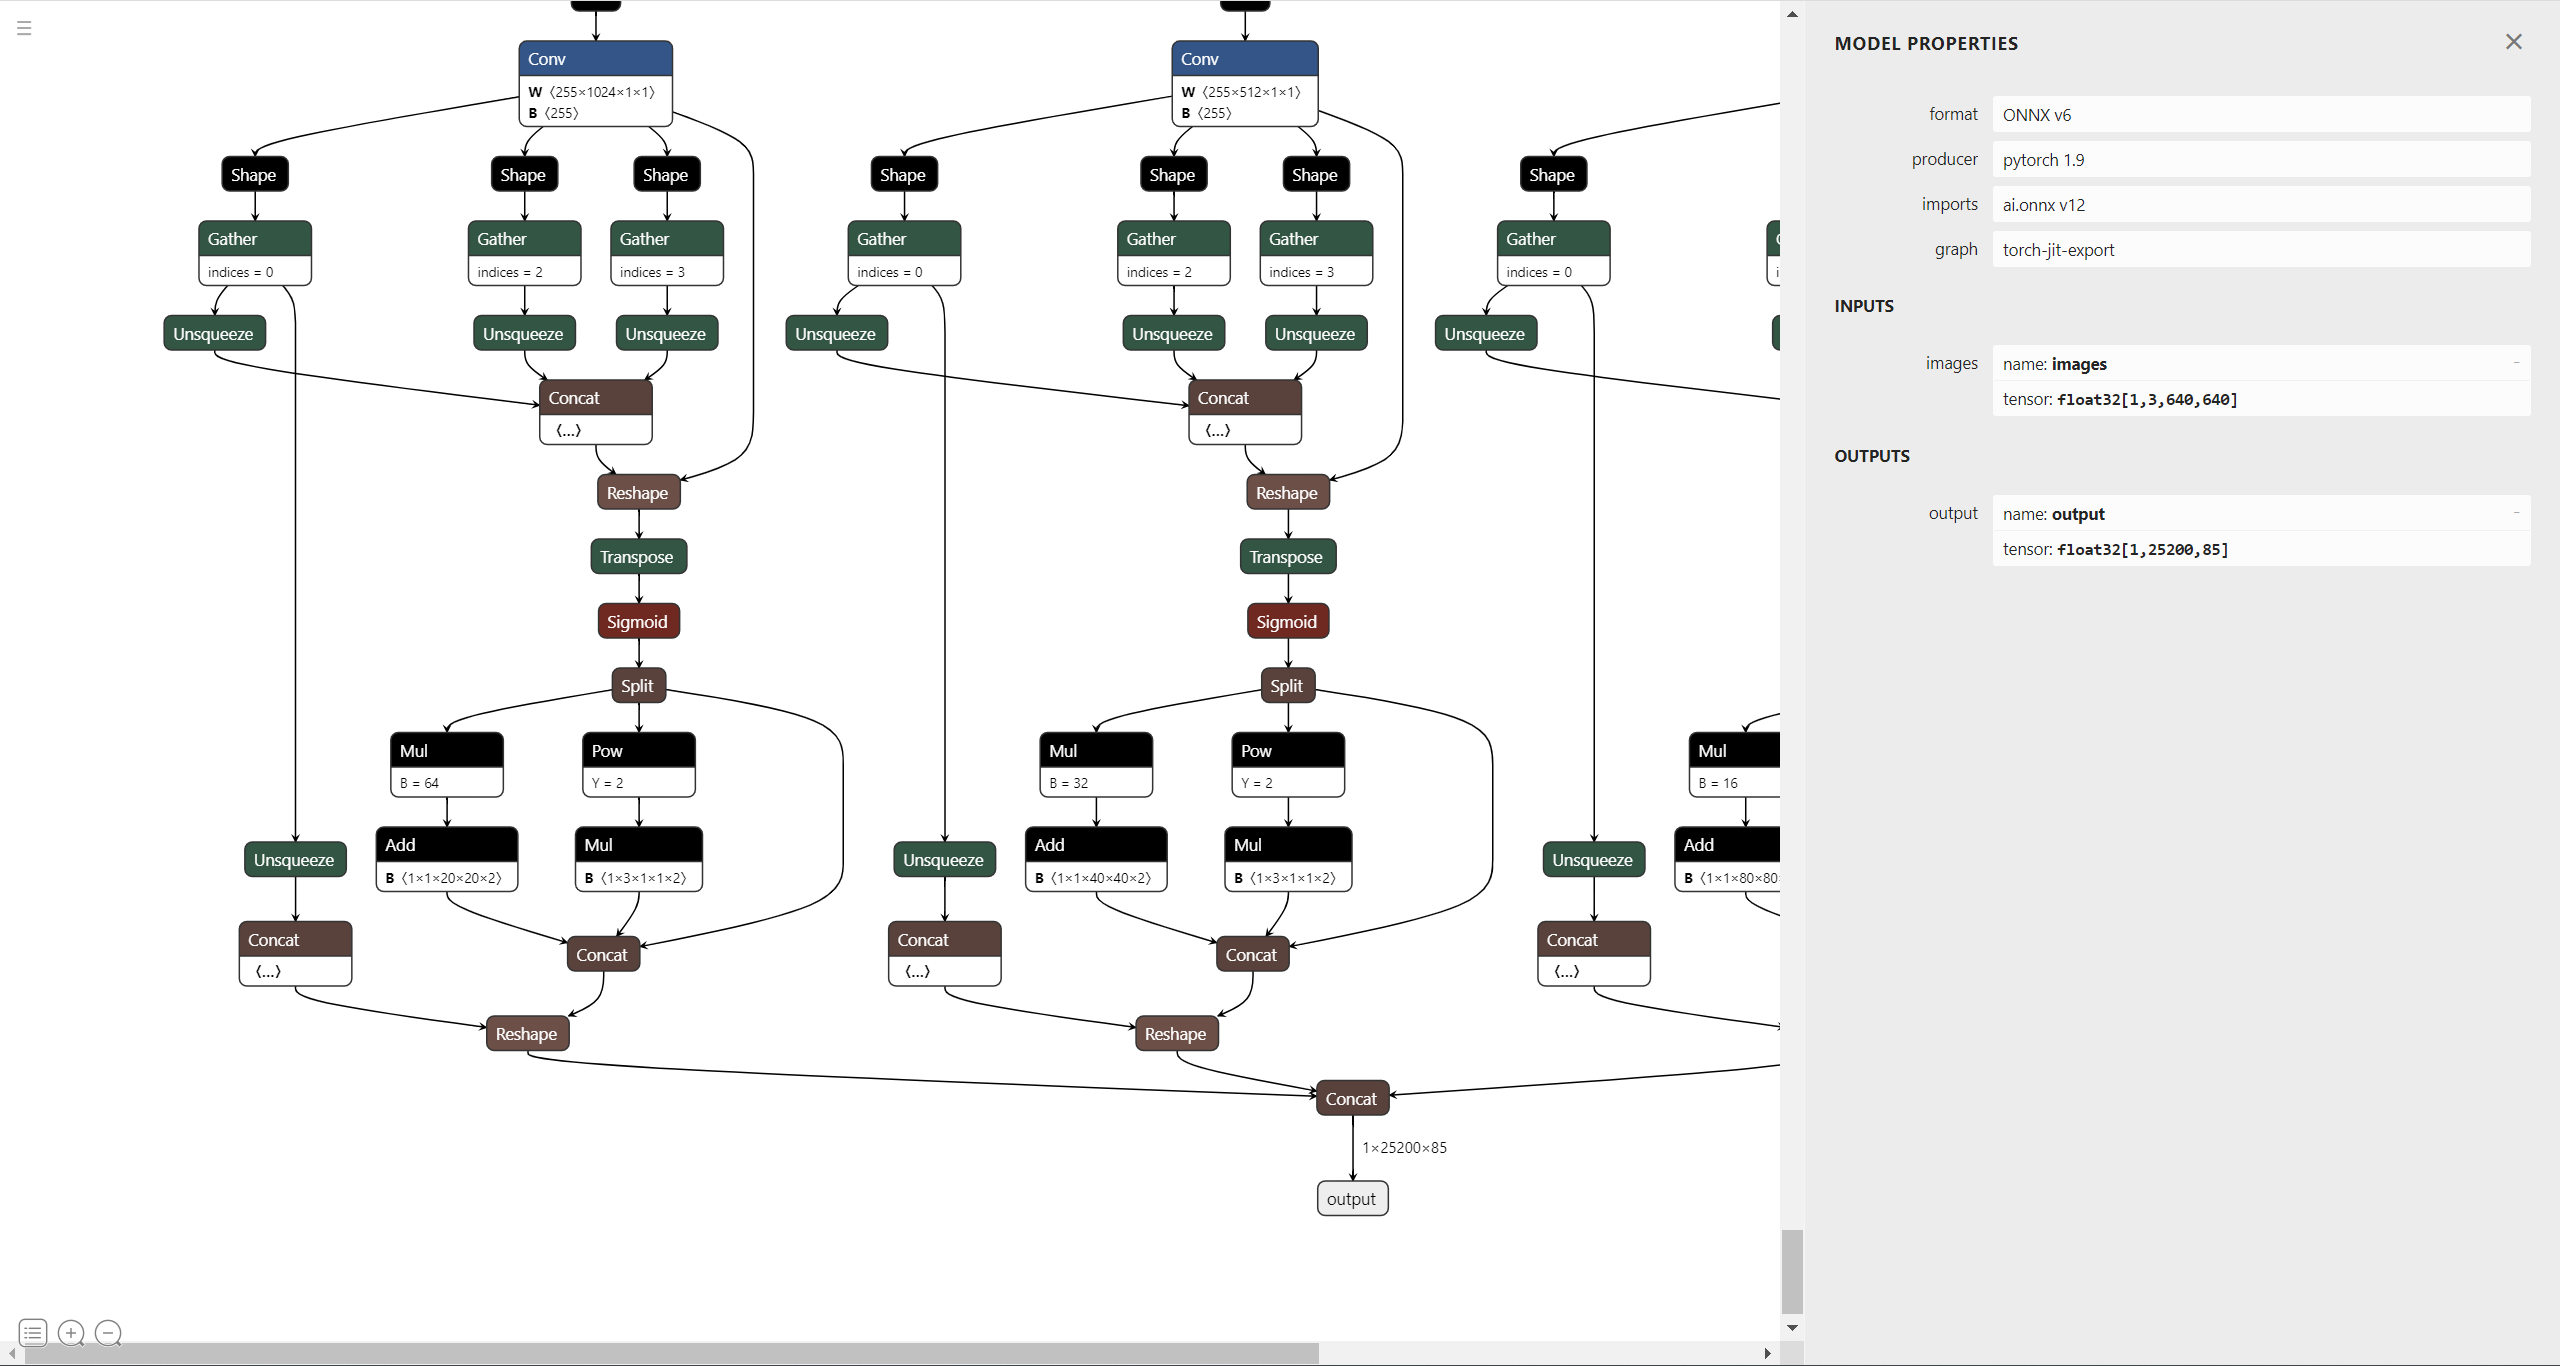 Conv
W 〈255×1024×1×1〉
B 〈255〉
Conv
W 〈255×512×1×1〉
B 〈255〉
Shape
Shape
Shape
Shape
Shape
Shape
Shape
Gather
indices = 0
Gather
indices = 2
Gather
indices = 3
Gather
indices = 0
Gather
indices = 2
Gather
indices = 3
Gather
indices = 0
Unsqueeze
Unsqueeze
Unsqueeze
Unsqueeze
Unsqueeze
Unsqueeze
Unsqueeze
Concat
〈...〉
Concat
〈...〉
Reshape
Reshape
Transpose
Transpose
Sigmoid
Sigmoid
Split
Split
Mul
B = 64
Pow
Y = 2
Mul
B = 32
Pow
Y = 2
Mul
B = 16
Unsqueeze
Add
B 〈1×1×20×20×2〉
Mul
B 〈1×3×1×1×2〉
Unsqueeze
Add
B 〈1×1×40×40×2〉
Mul
B 〈1×3×1×1×2〉
Unsqueeze
Add
B 〈1×1×80×80
Concat
〈...〉
Concat
Concat
〈...〉
Concat
Concat
〈...〉
Reshape
Reshape
Concat
1×25200×85
output
MODEL PROPERTIES
format ONNX v6
producer pytorch 1.9
imports ai.onnx v12
graph torch-jit-export
INPUTS
images name: images -
tensor: float32[1,3,640,640]
OUTPUTS
output name: output -
tensor: float32[1,25200,85]